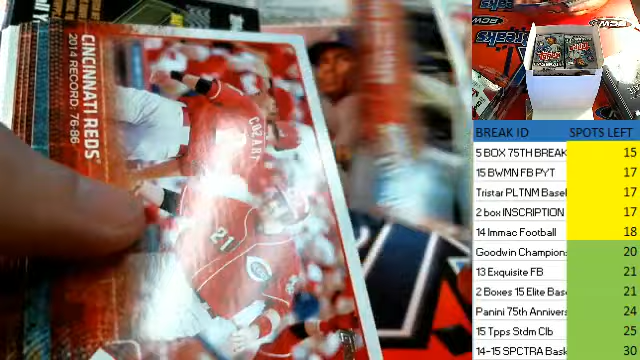 CINCINNATI REDS
2014 RECORD: 76-86
COZART
21
Breaks
BREAK ID SPOTS LEFT
5 BOX 75TH BREAK 15
15 BWMN FB PYT 17
Tristar PLTNM Basel 17
2 box INSCRIPTION 17
14 Immac Football 18
Goodwin Champion 20
13 Exquisite FB 21
2 Boxes 15 Elite Bas 21
Panini 75th Annivers 24
15 Tpps Stdm Clb 25
14-15 SPCTRA Bask 30